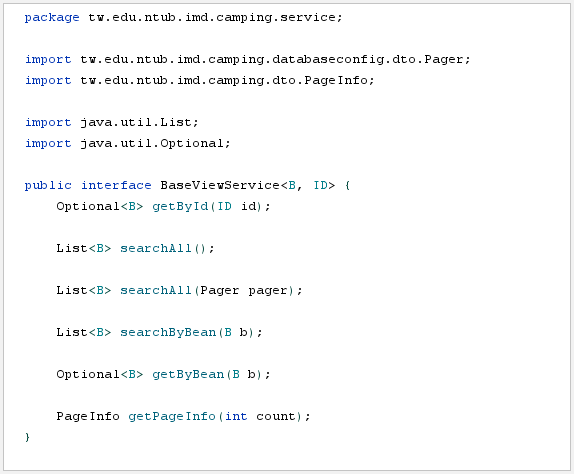 package tw.edu.ntub.imd.camping.service;
import tw.edu.ntub.imd.camping.databaseconfig.dto.Pager;
import tw.edu.ntub.imd.camping.dto.PageInfo;
import java.util.List;
import java.util.Optional;
public interface BaseViewService<B, ID> {
    Optional<B> getById(ID id);
    List<B> searchAll();
    List<B> searchAll(Pager pager);
    List<B> searchByBean(B b);
    Optional<B> getByBean(B b);
    PageInfo getPageInfo(int count);
}